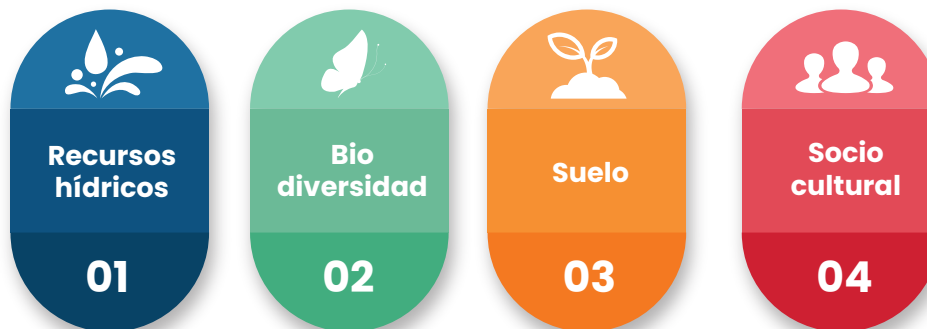 Recursos
hídricos
01
Bio
diversidad
02
Suelo
03
Socio
cultural
04